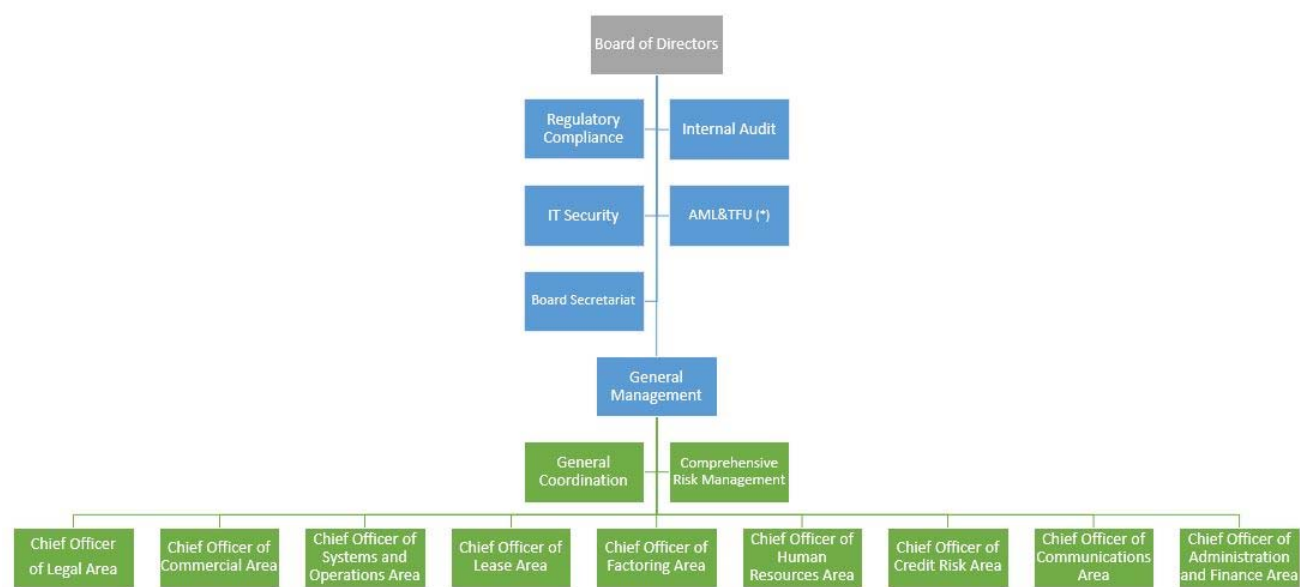 Board of Directors
Regulatory
Compliance
Internal Audit
IT Security
AML&TFU (*)
Board Secretariat
General
Management
General
Coordination
Comprehensive
Risk Management
Chief Officer
of Legal Area
Chief Officer of
Commercial Area
Chief Officer of
Systems and
Operations Area
Chief Officer of
Lease Area
Chief Officer of
Factoring Area
Chief Officer of
Human
Resources Area
Chief Officer of
Credit Risk Area
Chief Officer of
Communications
Area
Chief Officer of
Administration
and Finance Area